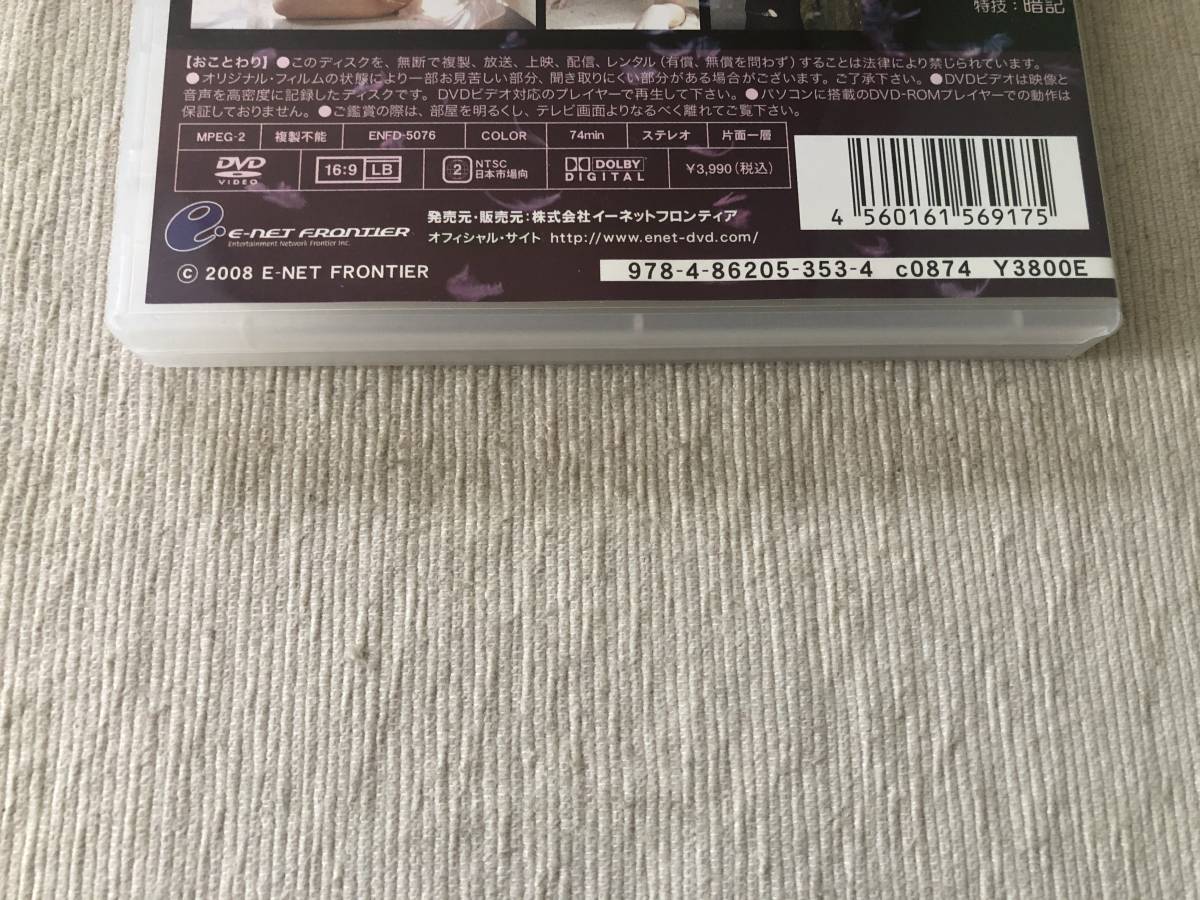 特技：暗記
【おことわり】●このディスクを、無断で複製、放送、上映、配信、レンタル(有償、無償を問わず)することは法律により禁じられています。
●オリジナル・フィルムの状態により一部お見苦しい部分、聞き取りにくい部分がある場合がございます。ご了承下さい。●DVDビデオは映像と
音声を高密度に記録したディスクです。DVDビデオ対応のプレイヤーで再生して下さい。●パソコンに搭載のDVD-ROMプレイヤーでの動作は
保証しておりません。●ご鑑賞の際は、部屋を明るくし、テレビ画面よりなるべく離れてご覧下さい。
MPEG-2 複製不能 ENFD-5076 COLOR 74min ステレオ 片面一層
DVD VIDEO 16:9 LB 2 NTSC 日本市場向 DOLBY DIGITAL ¥3,990(税込)
4 560161 569175
E-NET FRONTIER
Entertainment Network Frontier Inc.
発売元・販売元：株式会社イーネットフロンティア
オフィシャル・サイト http://www.enet-dvd.com/
© 2008 E-NET FRONTIER
978-4-86205-353-4 c0874 Y3800E